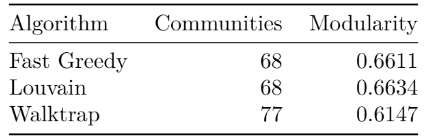 Algorithm Communities Modularity
Fast Greedy 68 0.6611
Louvain 68 0.6634
Walktrap 77 0.6147